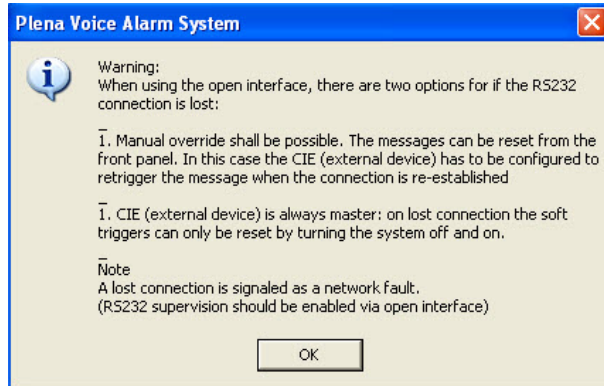 Plena Voice Alarm System
Warning:
When using the open interface, there are two options for if the RS232
connection is lost:
_
1. Manual override shall be possible. The messages can be reset from the
front panel. In this case the CIE (external device) has to be configured to
retrigger the message when the connection is re-established
_
1. CIE (external device) is always master: on lost connection the soft
triggers can only be reset by turning the system off and on.
_
Note
A lost connection is signaled as a network fault.
(RS232 supervision should be enabled via open interface)
OK